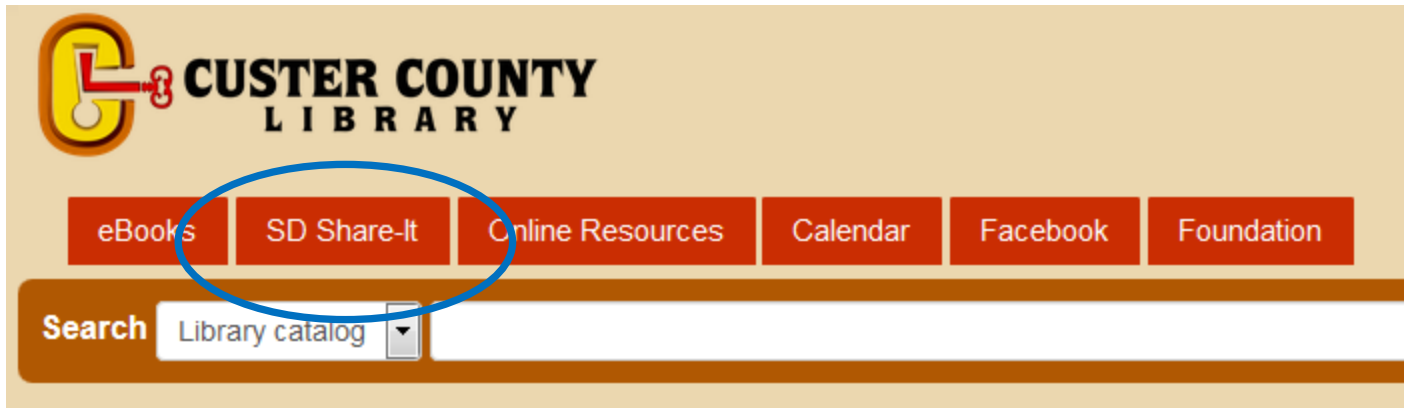 CUSTER COUNTY
LIBRARY
eBooks SD Share-It Online Resources Calendar Facebook Foundation
Search Library catalog